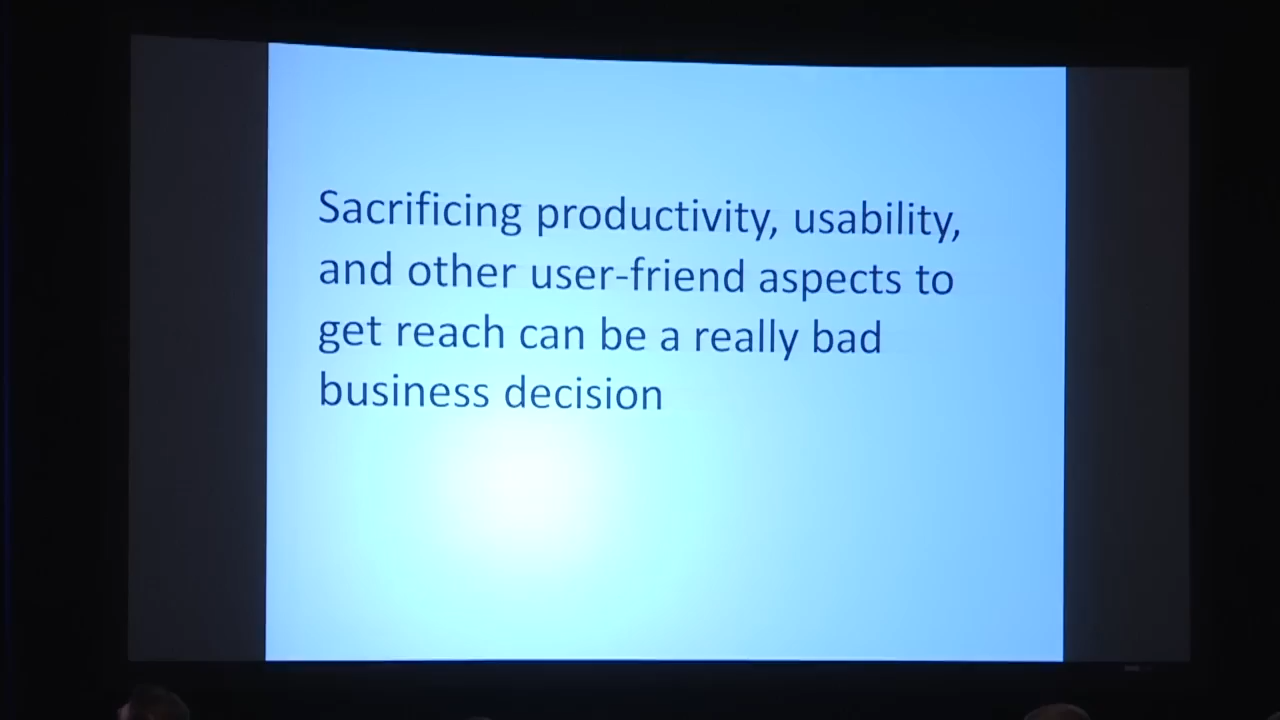 Sacrificing productivity, usability,
and other user-friend aspects to
get reach can be a really bad
business decision